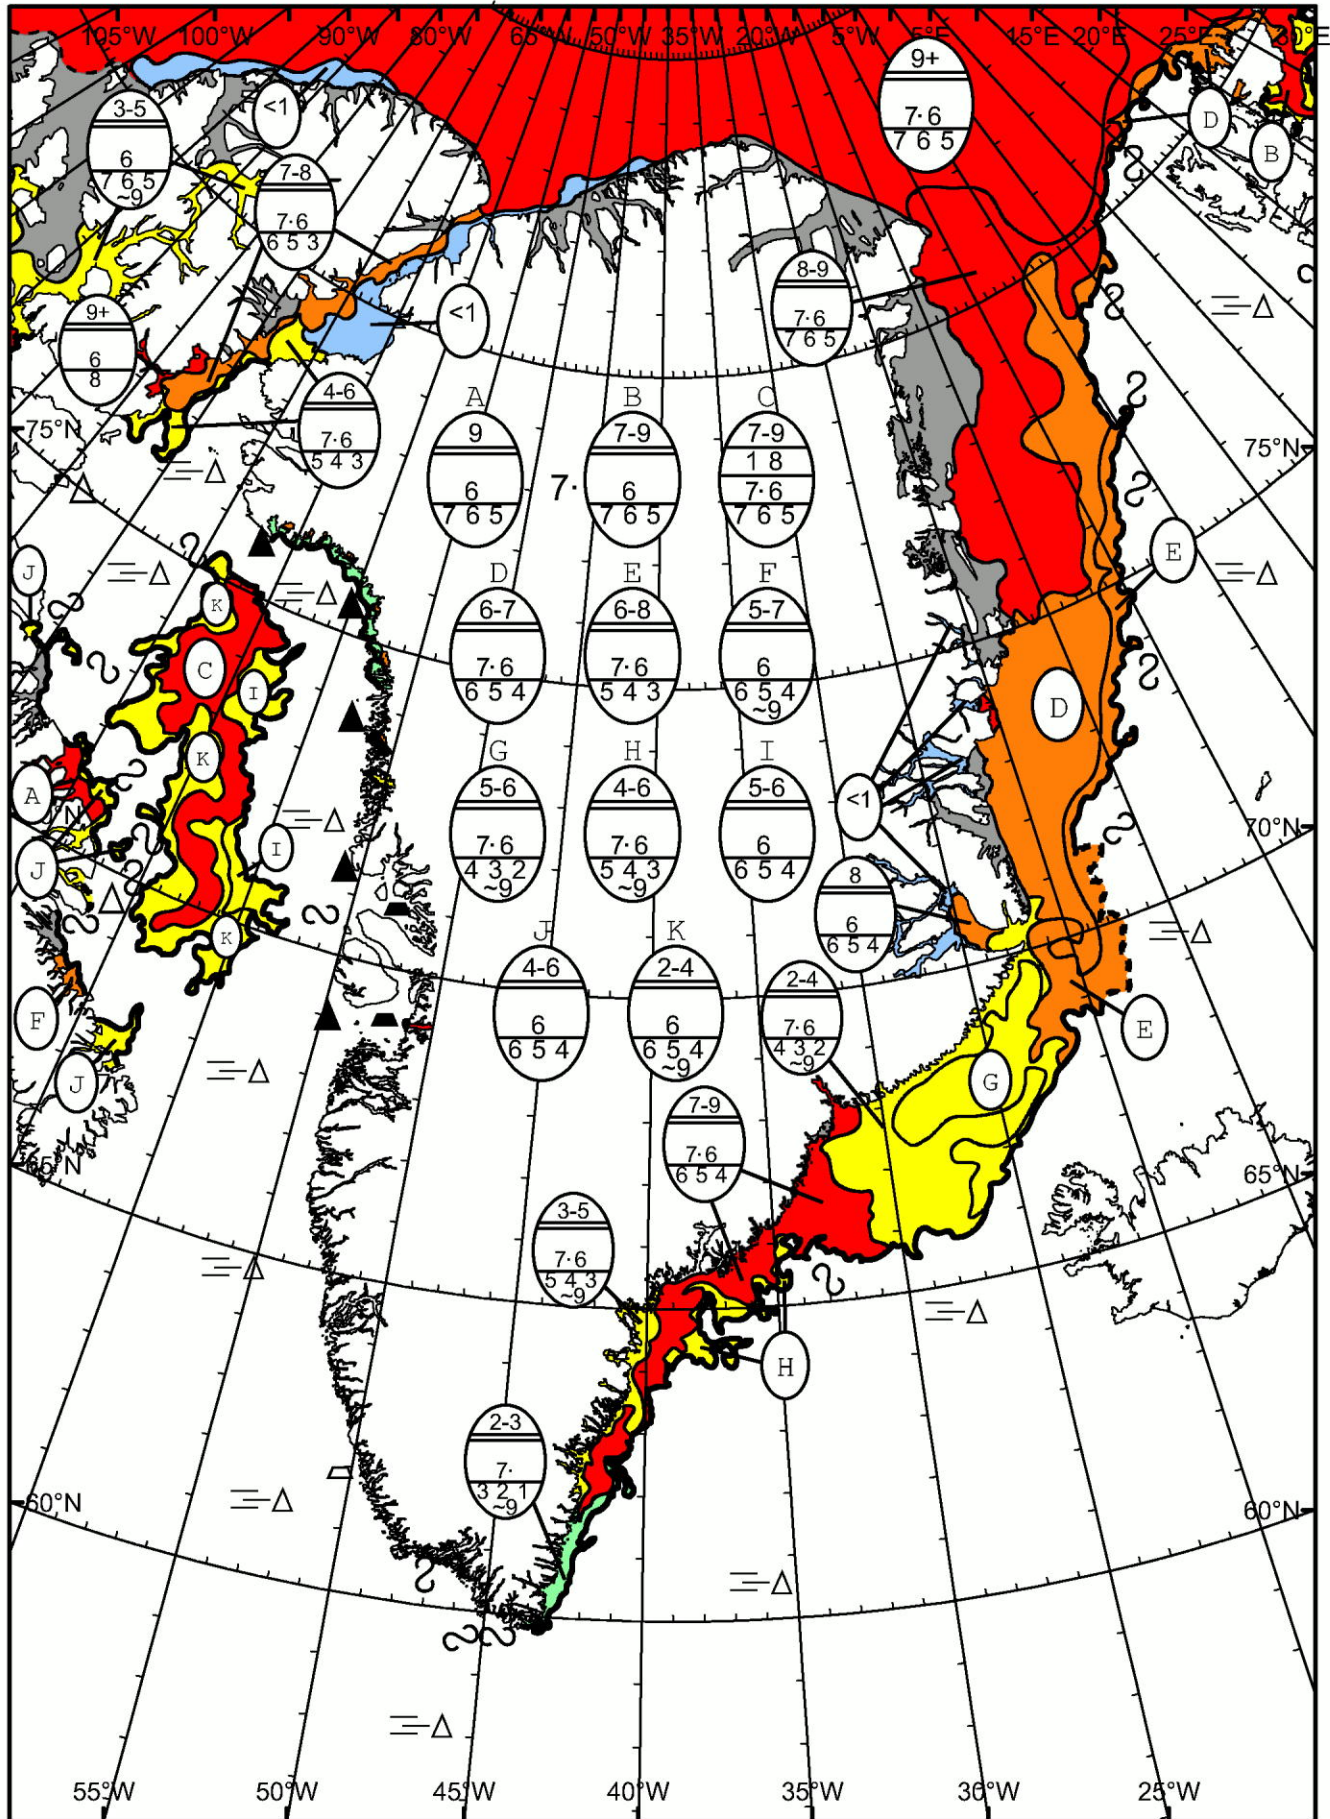 105°W 100°W 90°W 80°W 65°W 50°W 35°W 20°W 5°W 15°E 20°E 25°E 30°E
9+
7· 6
7 6 5
3-5
6
7 6 5
~9
<1
D
B
7-8
7·6
6 5 3
8-9
7·6
7 6 5
9+
6
8
<1
4-6
7·6
5 4 3
75°N
75°N
A
9
6
7 6 5
7·
B
7-9
6
7 6 5
C
7-9
1 8
7·6
7 6 5
E
J
K
C
I
K
D
6-7
7·6
6 5 4
E
6-8
7·6
5 4 3
F
5-7
6
6 5 4
~9
D
A
°N
J
I
K
G
5-6
7·6
4 3 2
~9
H
4-6
7·6
5 4 3
~9
I
5-6
6
6 5 4
<1
70°N
8
6
6 5 4
F
J
J
4-6
6
6 5 4
K
2-4
6
6 5 4
~9
2-4
7·6
4 3 2
~9
E
G
7-9
7·6
6 5 4
65°N
65°N
3-5
7·6
5 4 3
~9
H
2-3
7·
3 2 1
~9
60°N
60°N
55°W 50°W 45°W 40°W 35°W 30°W 25°W